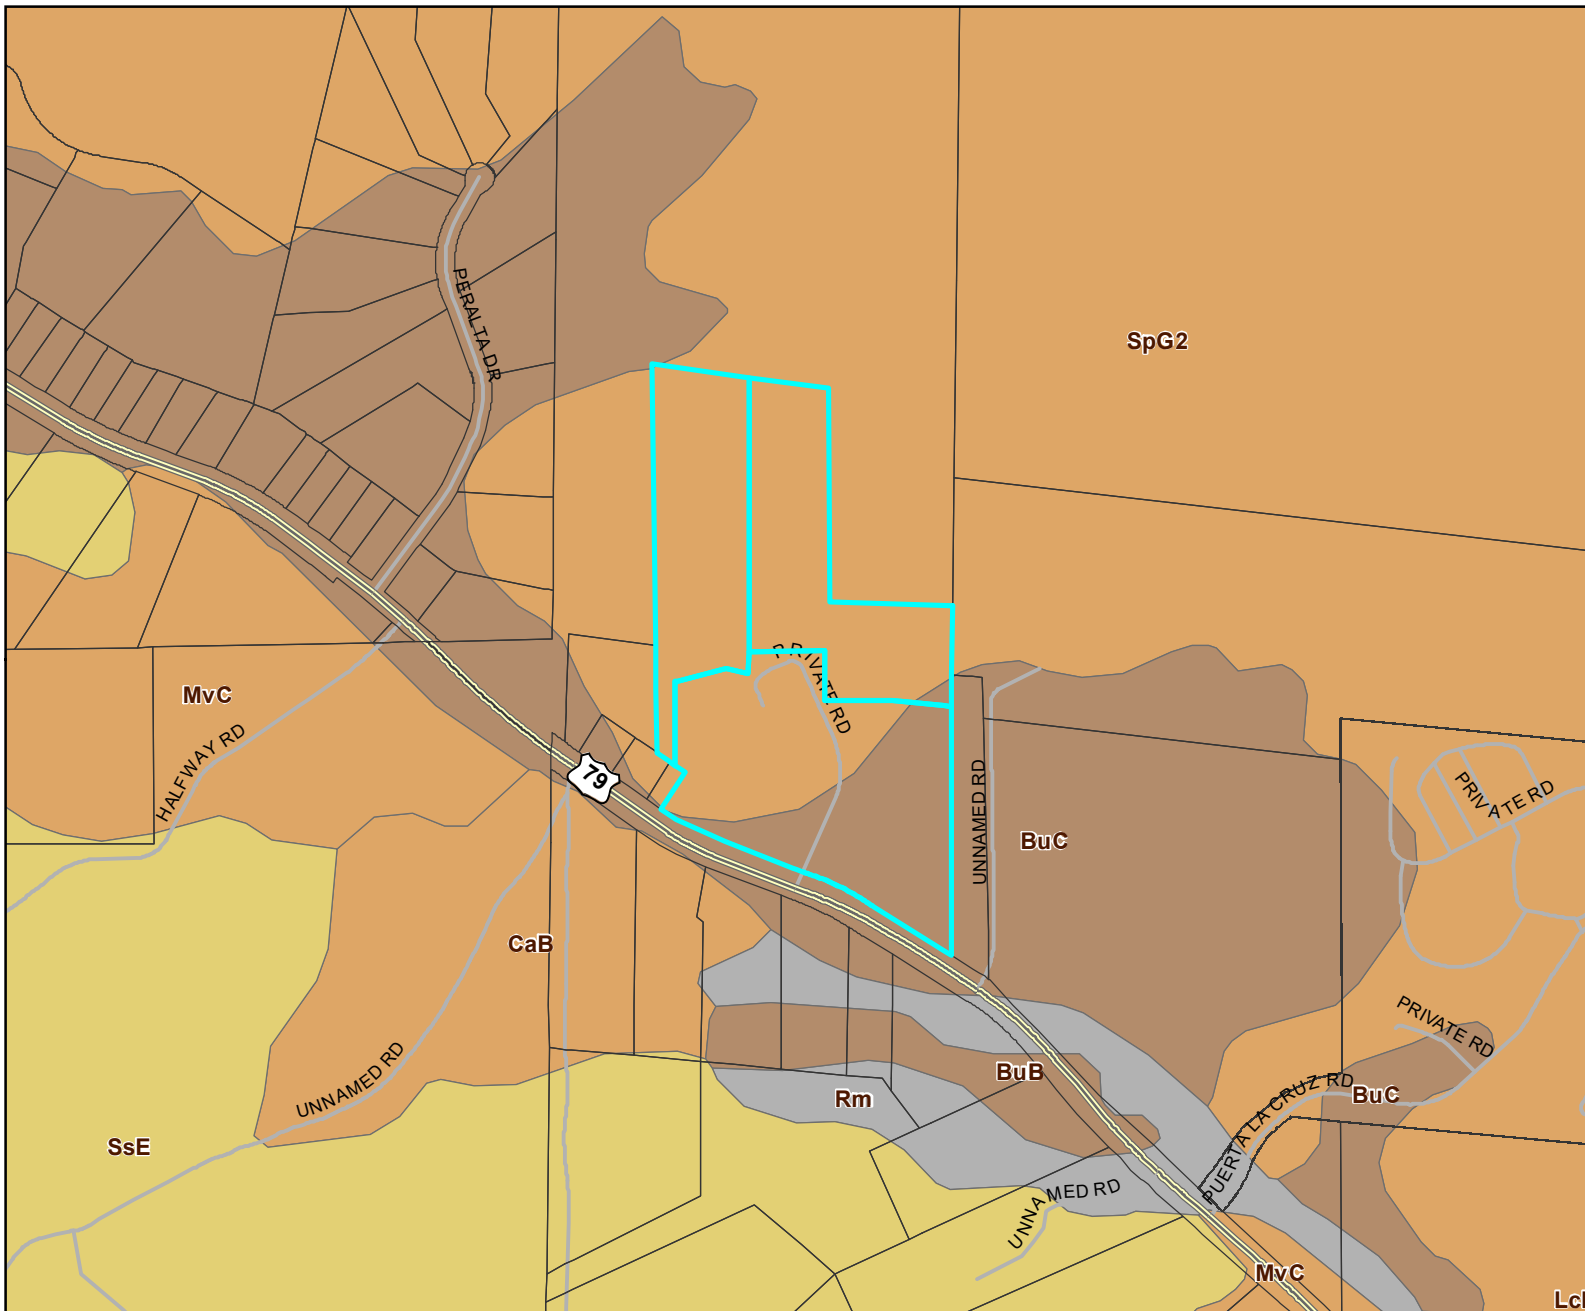 PERALTA DR
SpG2
PRIVATE RD
MvC
HALFWAY RD
79
UNNAMED RD
PRIVATE RD
BuC
CaB
PRIVATE RD
UNNAMED RD
BuB
Rm
PUERTA LA CRUZ RD
BuC
SsE
UNNAMED RD
MvC